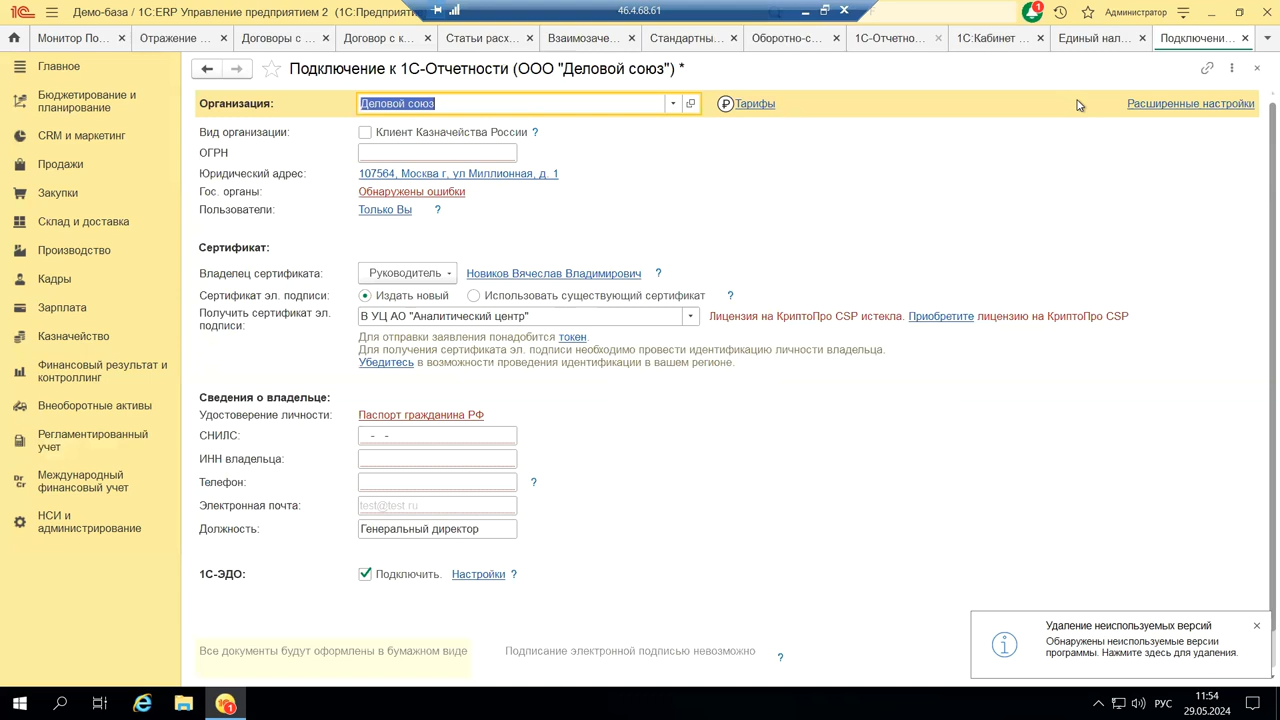 Демо-база / 1С:ERP Управление предприятием 2 (1С:Предприяти
46.4.68.61
1
Администратор
Монитор По...
Отражение ...
Договоры с ...
Договор с к...
Статьи расх...
Взаимозаче...
Стандартны...
Оборотно-с...
1С-Отчетно...
1С:Кабинет ...
Единый нал...
Подключени...
Главное
Бюджетирование и
планирование
CRM и маркетинг
Продажи
Закупки
Склад и доставка
Производство
Кадры
Зарплата
Казначейство
Финансовый результат и
контроллинг
Внеоборотные активы
Регламентированный
учет
Dr
Cr
Международный
финансовый учет
НСИ и
администрирование
Подключение к 1С-Отчетности (ООО "Деловой союз") *
Организация:
Деловой союз
Тарифы
Расширенные настройки
Вид организации:
Клиент Казначейства России ?
ОГРН
Юридический адрес:
107564, Москва г, ул Миллионная, д. 1
Гос. органы:
Обнаружены ошибки
Пользователи:
Только Вы ?
Сертификат:
Владелец сертификата:
Руководитель
Новиков Вячеслав Владимирович ?
Сертификат эл. подписи:
Издать новый
Использовать существующий сертификат ?
Получить сертификат эл.
подписи:
В УЦ АО "Аналитический центр"
Лицензия на КриптоПро CSP истекла. Приобретите лицензию на КриптоПро CSP
Для отправки заявления понадобится токен.
Для получения сертификата эл. подписи необходимо провести идентификацию личности владельца.
Убедитесь в возможности проведения идентификации в вашем регионе.
Сведения о владельце:
Удостоверение личности:
Паспорт гражданина РФ
СНИЛС:
- -
ИНН владельца:
Телефон:
?
Электронная почта:
test@test.ru
Должность:
Генеральный директор
1С-ЭДО:
Подключить. Настройки ?
Все документы будут оформлены в бумажном виде
Подписание электронной подписью невозможно ?
Удаление неиспользуемых версий
Обнаружены неиспользуемые версии
программы. Нажмите здесь для удаления.
1
РУС
11:54
29.05.2024